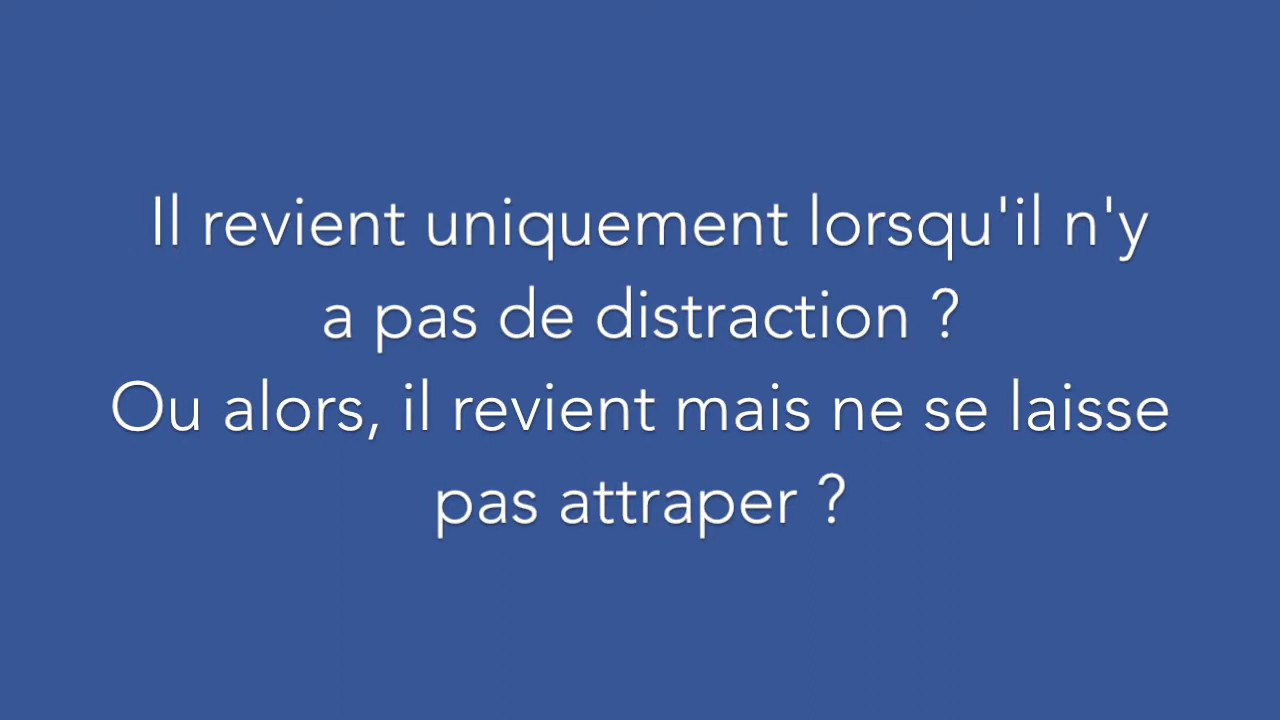 Il revient uniquement lorsqu'il n'y
a pas de distraction ?
Ou alors, il revient mais ne se laisse
pas attraper ?